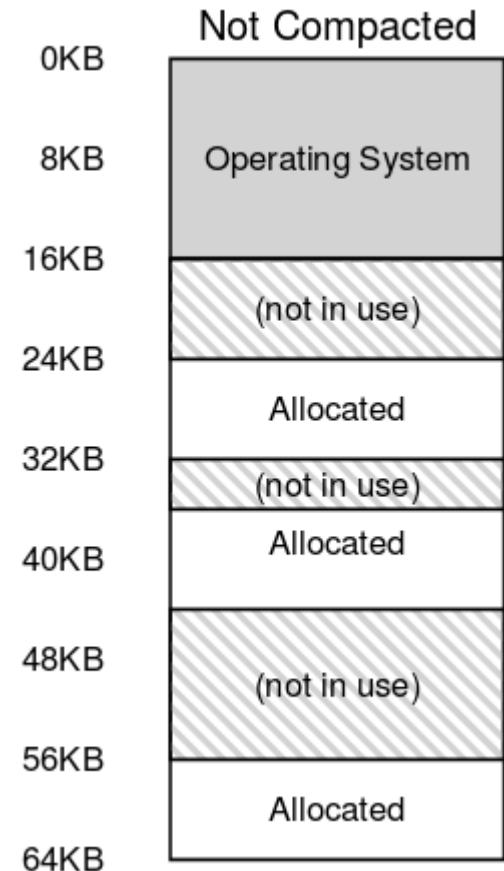 Not Compacted
0KB
8KB
Operating System
16KB
(not in use)
24KB
Allocated
32KB
(not in use)
Allocated
40KB
48KB
(not in use)
56KB
Allocated
64KB